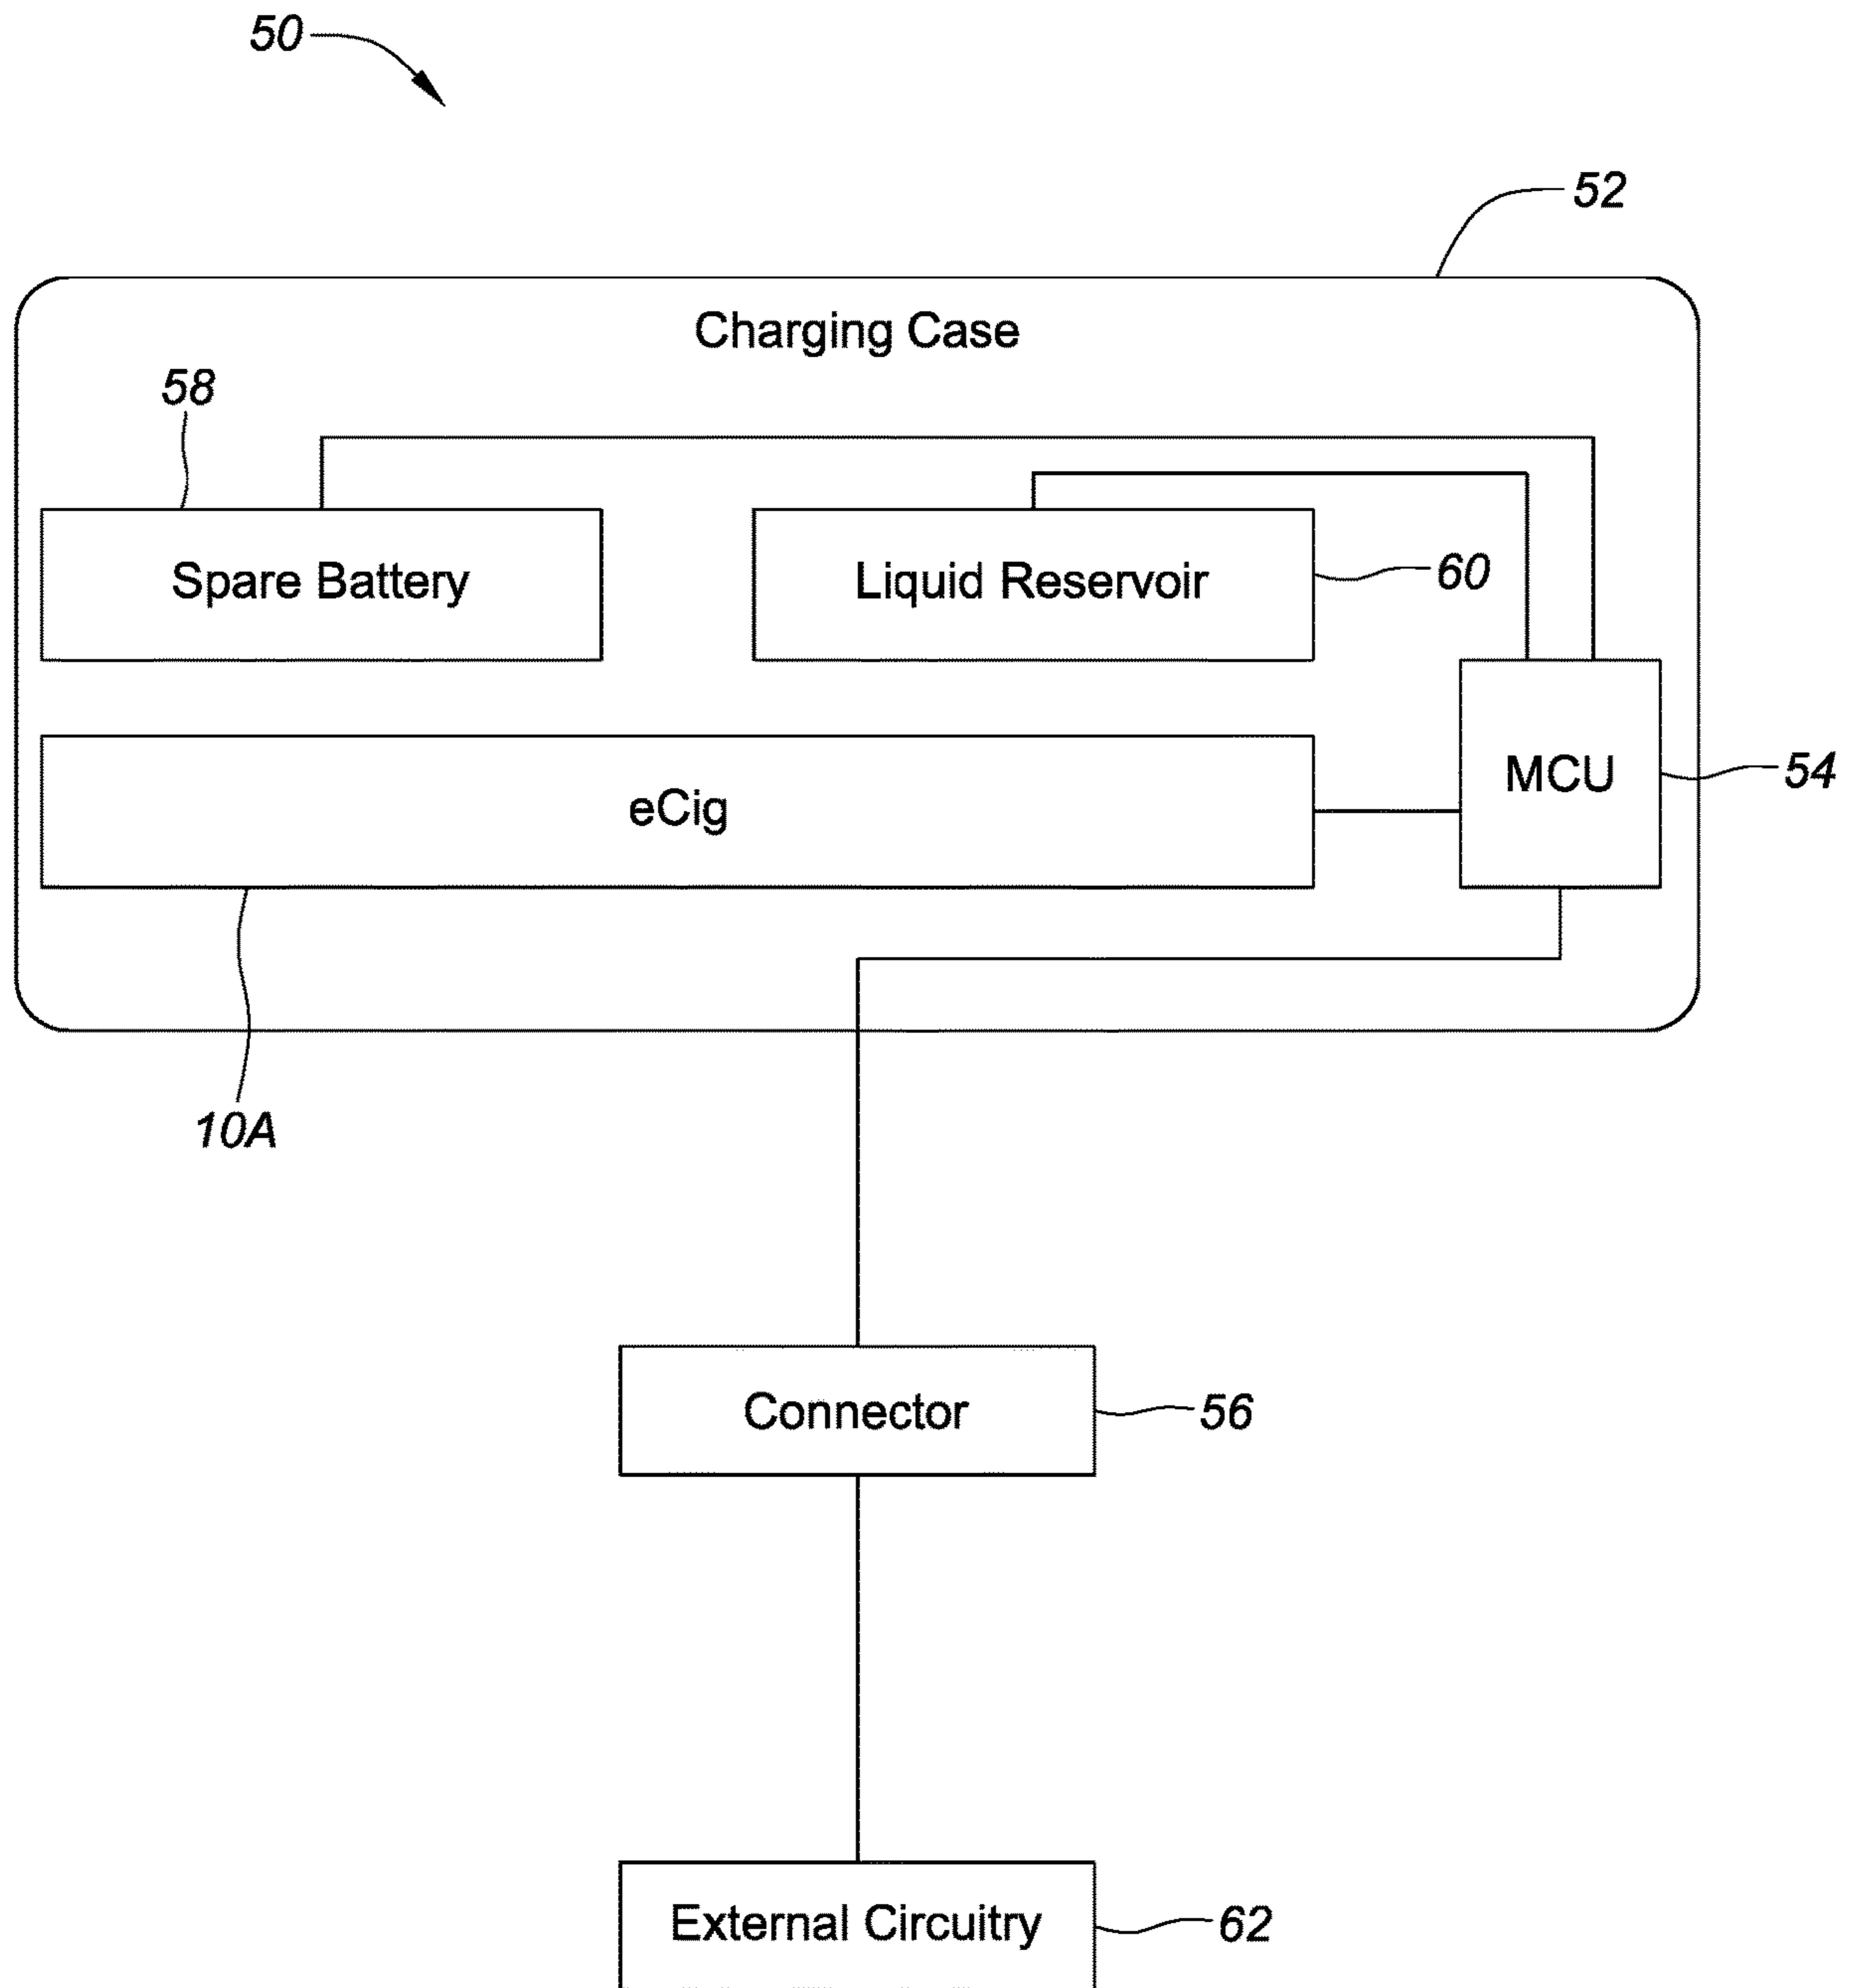 50
52
Charging Case
58
Spare Battery
Liquid Reservoir
60
MCU
54
eCig
10A
Connector
56
External Circuitry
62